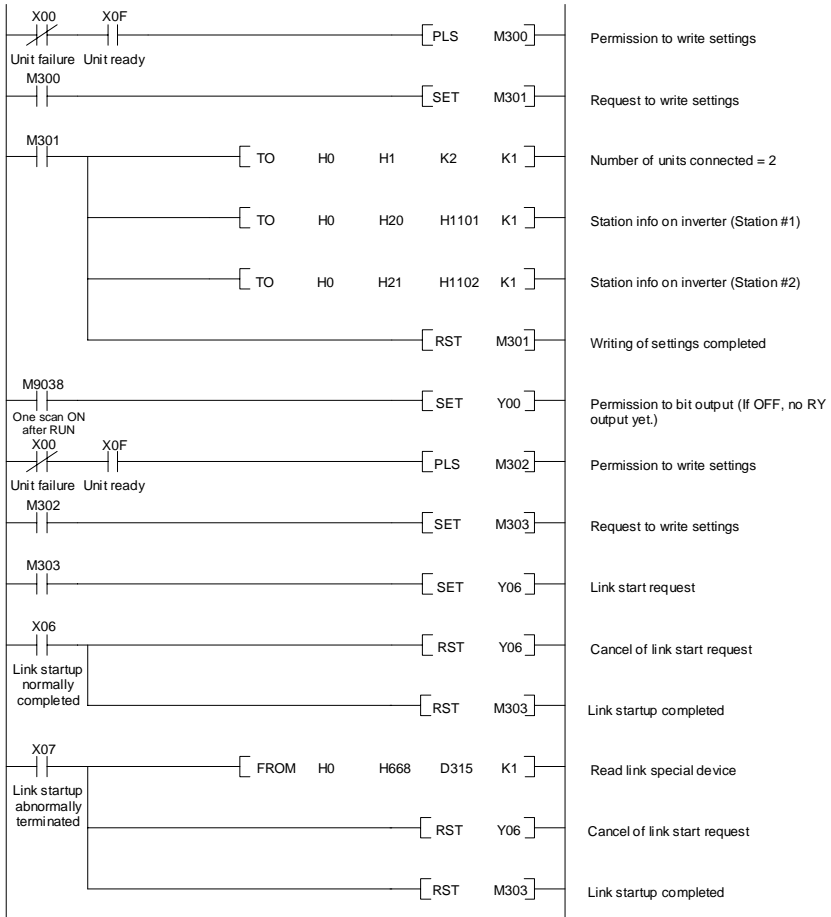 X00 X0F
PLS M300 Permission to write settings
Unit failure Unit ready
M300
SET M301 Request to write settings
M301
TO H0 H1 K2 K1 Number of units connected = 2
TO H0 H20 H1101 K1 Station info on inverter (Station #1)
TO H0 H21 H1102 K1 Station info on inverter (Station #2)
RST M301 Writing of settings completed
M9038
SET Y00 Permission to bit output (If OFF, no RY
output yet.)
One scan ON
after RUN
X00 X0F
PLS M302 Permission to write settings
Unit failure Unit ready
M302
SET M303 Request to write settings
M303
SET Y06 Link start request
X06
RST Y06 Cancel of link start request
Link startup
normally
completed
RST M303 Link startup completed
X07
FROM H0 H668 D315 K1 Read link special device
Link startup
abnormally
terminated
RST Y06 Cancel of link start request
RST M303 Link startup completed